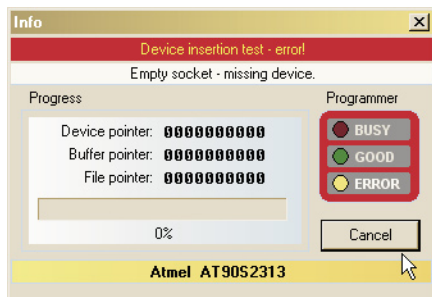 Info
Device insertion test - error!
Empty socket - missing device.
Progress
Programmer
Device pointer: 0000000000
Buffer pointer: 0000000000
File pointer: 0000000000
0%
BUSY
GOOD
ERROR
Cancel
Atmel AT90S2313